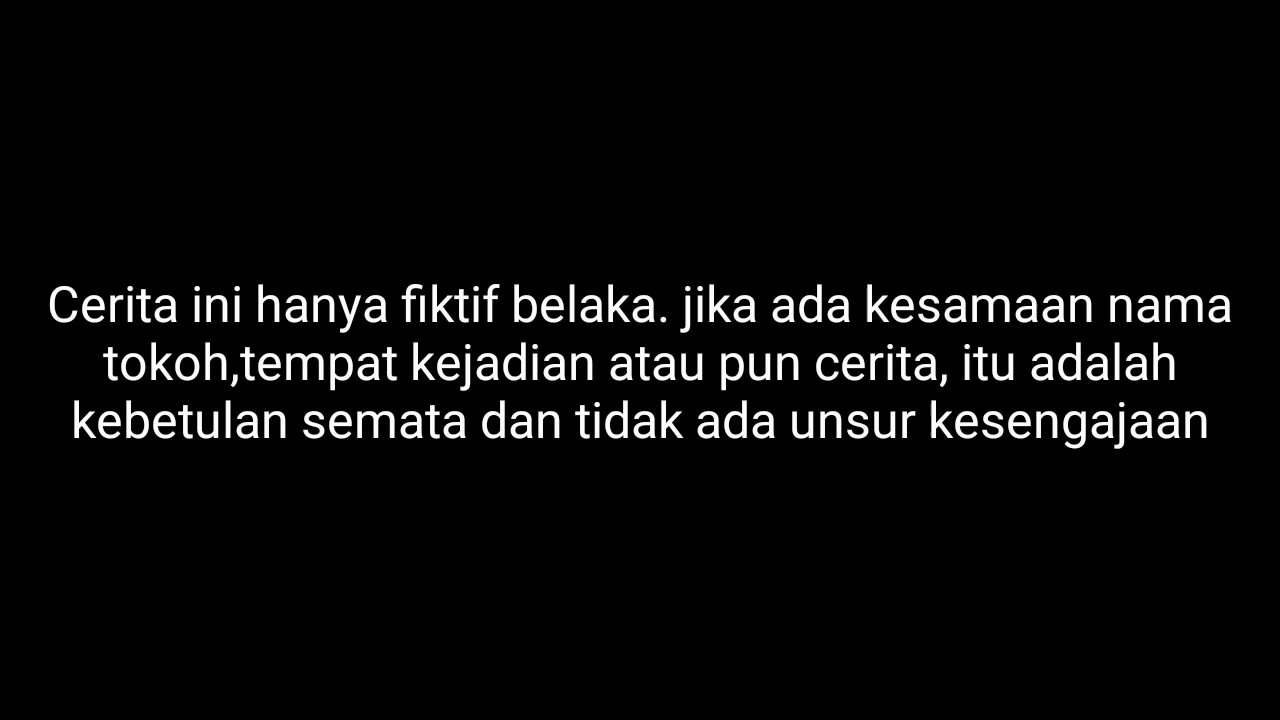 Cerita ini hanya fiktif belaka. jika ada kesamaan nama
tokoh,tempat kejadian atau pun cerita, itu adalah
kebetulan semata dan tidak ada unsur kesengajaan